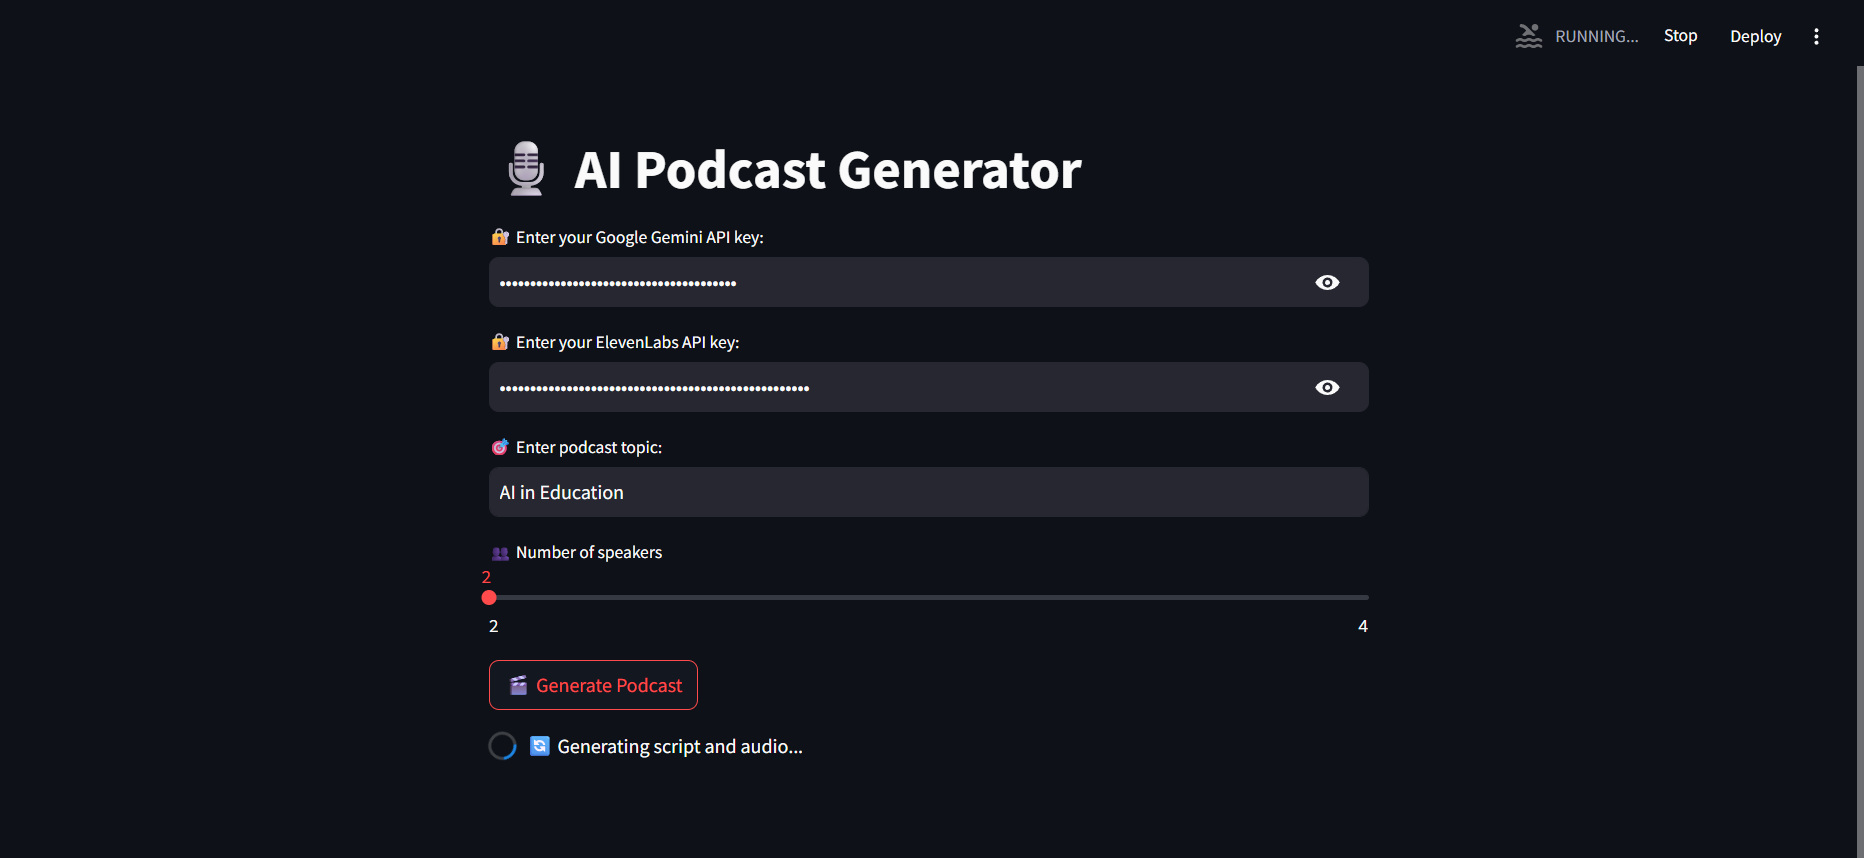 RUNNING...
Stop
Deploy
AI Podcast Generator
Enter your Google Gemini API key:
Enter your ElevenLabs API key:
Enter podcast topic:
AI in Education
Number of speakers
2
2
4
Generate Podcast
Generating script and audio...